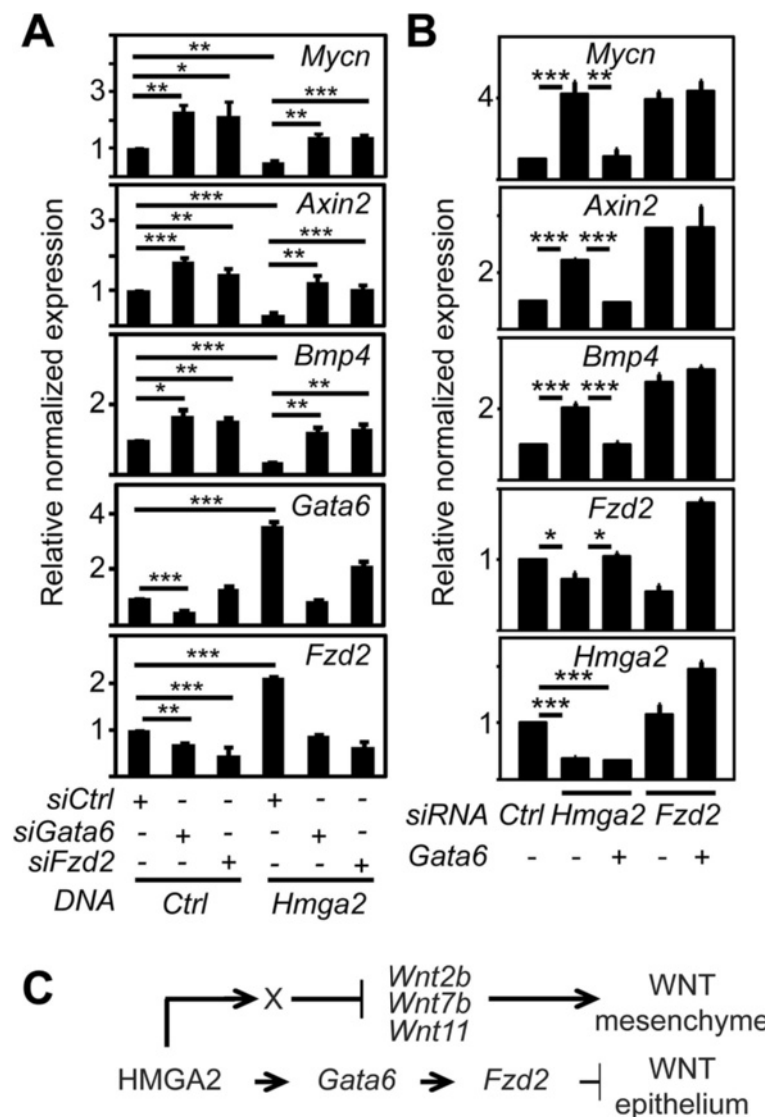 A
B
Relative normalized expression
Relative normalized expression
**
Mycn
*
**
***
**
3
1
***
Axin2
**
***
***
**
3
1
***
Bmp4
**
*
**
**
2
***
Gata6
***
4
2
***
Fzd2
***
**
2
1
siCtrl + - - + - -
siGata6 - + - - + -
siFzd2 - - + - - +
DNA Ctrl Hmga2
Mycn
*** **
4
Axin2
*** ***
2
Bmp4
*** ***
2
Fzd2
* *
1
Hmga2
***
***
1
siRNA Ctrl Hmga2 Fzd2
Gata6 - - + - +
C
Wnt2b
X Wnt7b WNT
Wnt11 mesenchyme
HMGA2 Gata6 Fzd2 WNT
epithelium